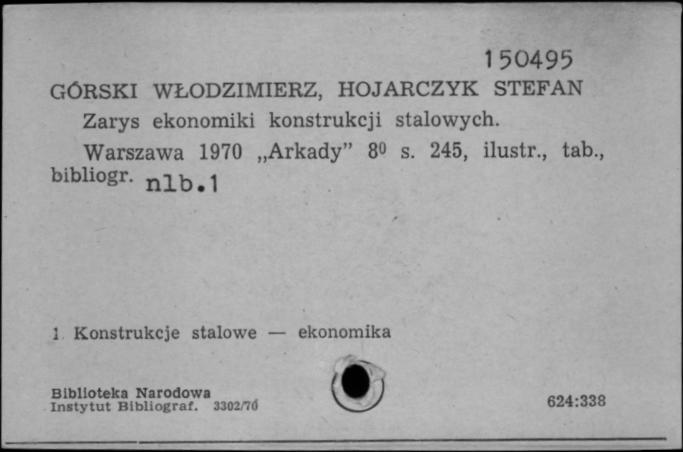 150495
GÓRSKI WŁODZIMIERZ, HOJARCZYK STEFAN
Zarys ekonomiki konstrukcji stalowych.
Warszawa 1970 „Arkady” 8⁰ s. 245, ilustr., tab.,
bibliogr. nlb.1
1. Konstrukcje stalowe — ekonomika
Biblioteka Narodowa
Instytut Bibliograf. 3302/70
624:338